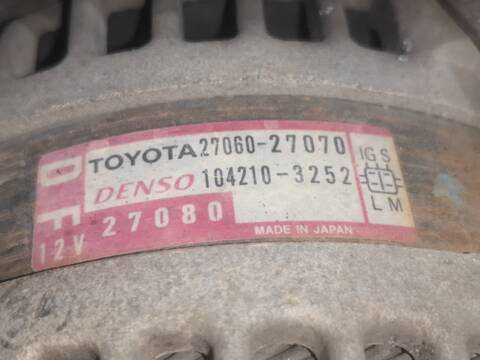 TOYOTA 27060-27070
DENSO 104210-3252
27080
12V
MADE IN JAPAN
IG S
L M